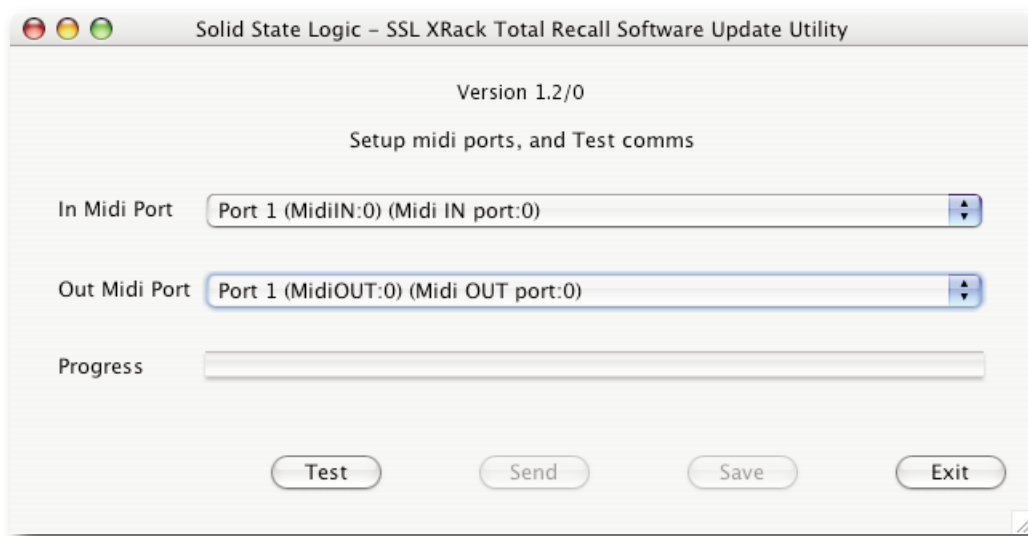 Solid State Logic – SSL XRack Total Recall Software Update Utility
Version 1.2/0
Setup midi ports, and Test comms
In Midi Port Port 1 (MidiIN:0) (Midi IN port:0)
Out Midi Port Port 1 (MidiOUT:0) (Midi OUT port:0)
Progress
Test Send Save Exit